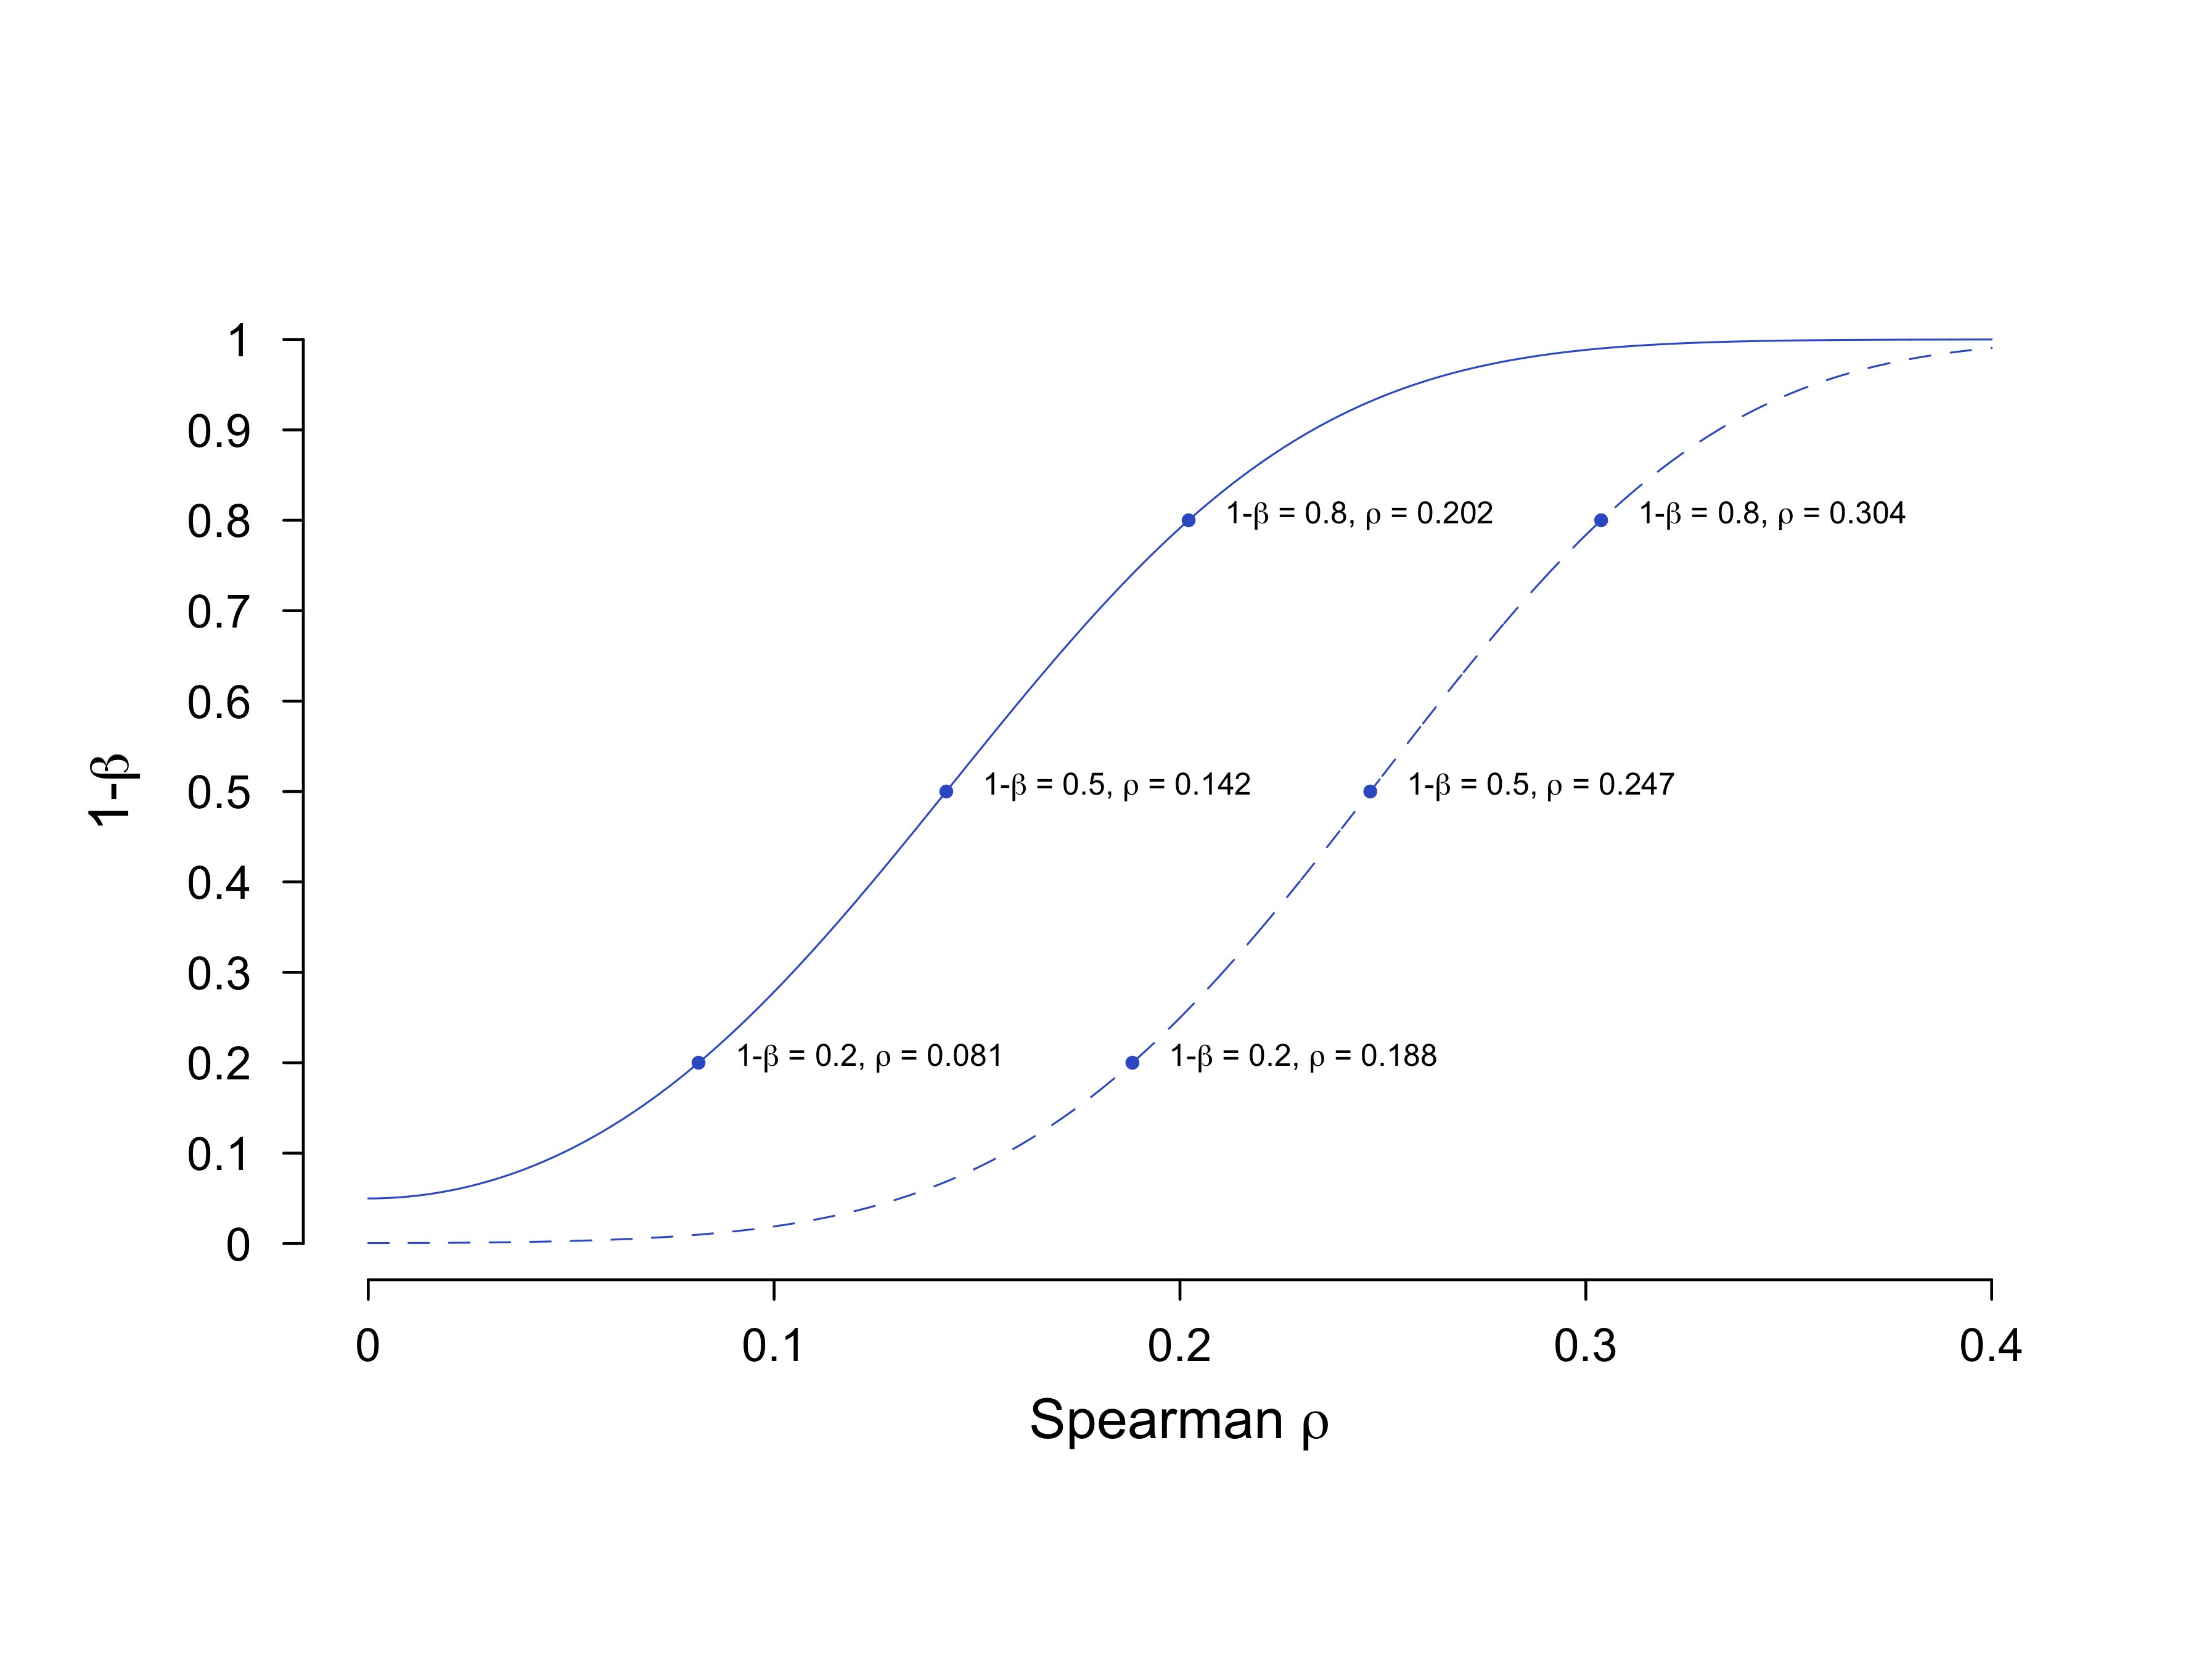 1
0.9
0.8
0.7
0.6
0.5
0.4
0.3
0.2
0.1
0
1-β
1-β = 0.8, ρ = 0.202
1-β = 0.8, ρ = 0.304
1-β = 0.5, ρ = 0.142
1-β = 0.5, ρ = 0.247
1-β = 0.2, ρ = 0.081
1-β = 0.2, ρ = 0.188
0 0.1 0.2 0.3 0.4
Spearman ρ